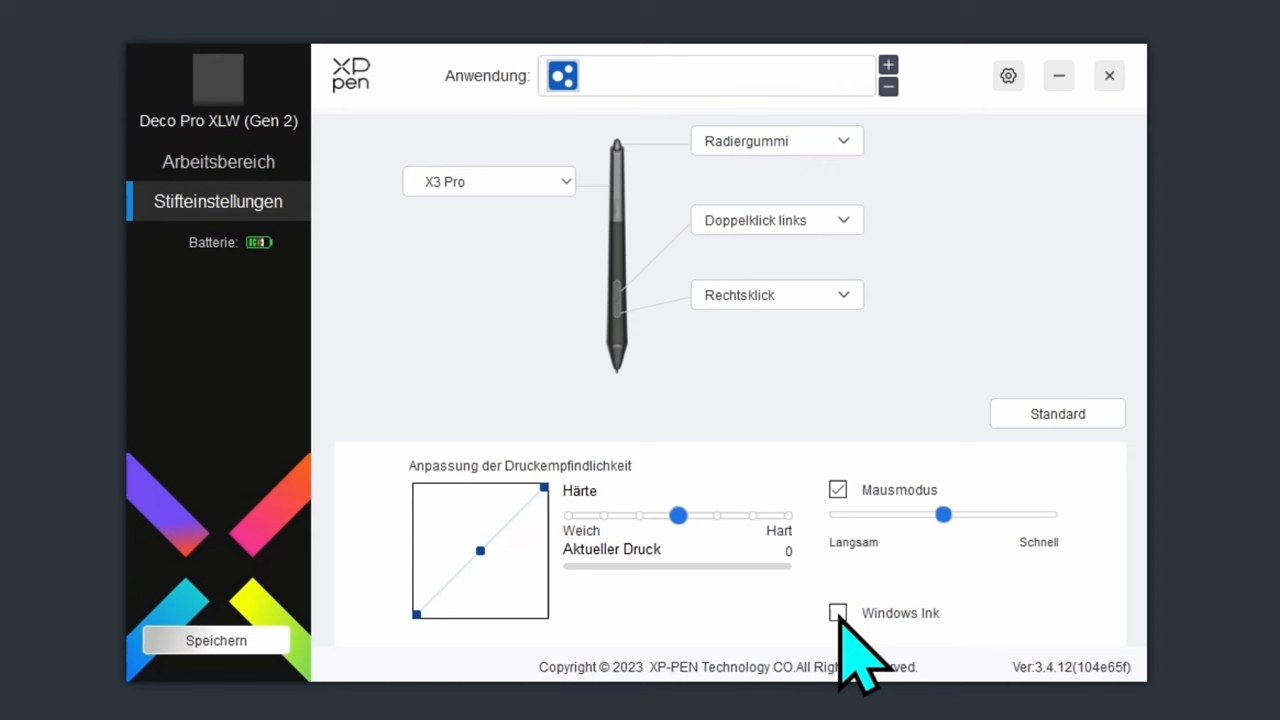 XP
pen
Anwendung:
Deco Pro XLW (Gen 2)
Arbeitsbereich
Stifteinstellungen
Batterie:
Radiergummi
X3 Pro
Doppelklick links
Rechtsklick
Standard
Anpassung der Druckempfindlichkeit
Härte
Weich Hart
Aktueller Druck 0
Mausmodus
Langsam Schnell
Windows Ink
Speichern
Copyright © 2023 XP-PEN Technology CO.All Ver:3.4.12(104e65f)